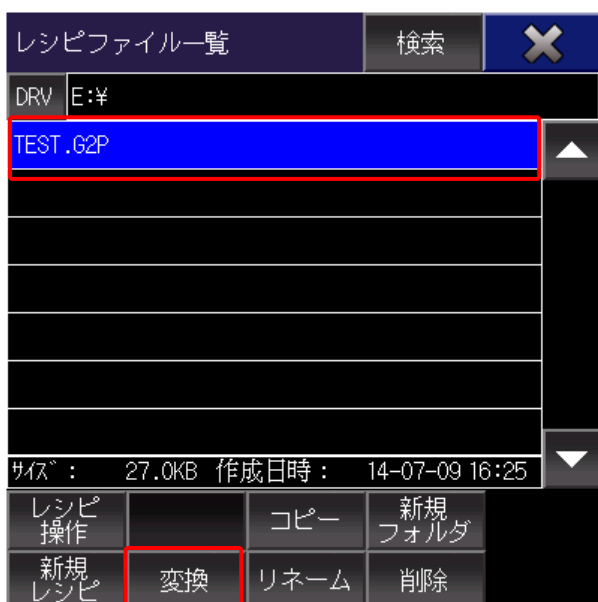 レシピファイル一覧 検索
DRV E:¥
TEST.G2P
ｻｲｽﾞ： 27.0KB 作成日時： 14-07-09 16:25
レシピ
操作
コピー
新規
フォルダ
新規
レシピ
変換
リネーム
削除